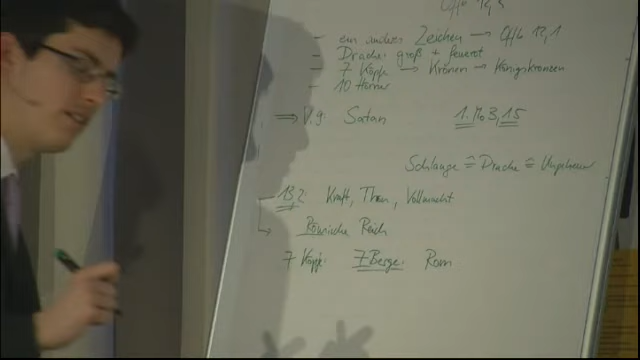 Offb 12,3
- ein anderes Zeichen → Offb 12,1
- Drache: groß + feuerrot
- 7 Köpfe → Kronen → Königskronen
- 10 Hörner
⇒ V.9: Satan 1. Mo 3,15
Schlange ≙ Drache ≙ Ungeheuer
13,2: Kraft, Thron, Vollmacht
↳ Römische Reich
7 Köpfe: 7 Berge: Rom